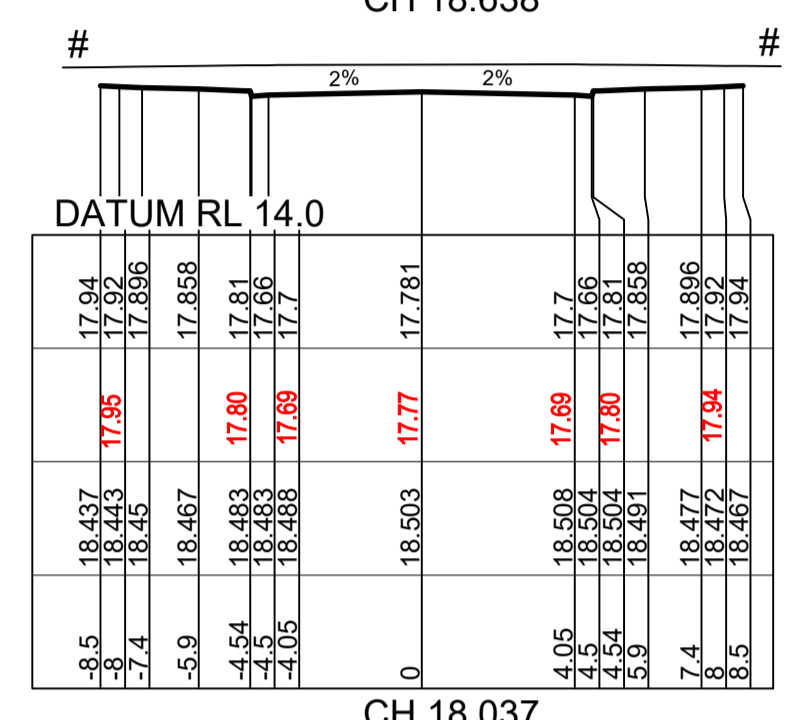 CH 18.638
# #
2% 2%
DATUM RL 14.0
17.94 17.92 17.896 17.858 17.81 17.66 17.7 17.781 17.7 17.66 17.81 17.858 17.896 17.92 17.94
17.95 17.80 17.69 17.77 17.69 17.80 17.94
18.437 18.443 18.45 18.467 18.483 18.483 18.488 18.503 18.508 18.504 18.504 18.491 18.477 18.472 18.467
-8.5 -8 -7.4 -5.9 -4.54 -4.5 -4.05 0 4.05 4.5 4.54 5.9 7.4 8 8.5
CH 18.037